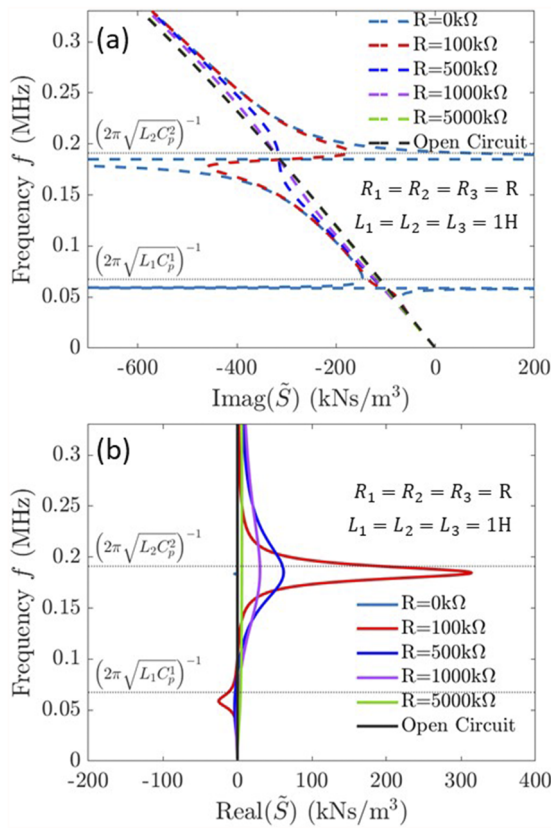 (a)
R=0kΩ
R=100kΩ
R=500kΩ
R=1000kΩ
R=5000kΩ
Open Circuit
0.3
0.25
(2π√L₂C_p²)⁻¹
0.2
R₁ = R₂ = R₃ = R
0.15
L₁ = L₂ = L₃ = 1H
0.1
(2π√L₁C_p¹)⁻¹
0.05
0
Frequency f (MHz)
-600 -400 -200 0 200
Imag(S̃) (kNs/m³)
(b)
0.3
R₁ = R₂ = R₃ = R
0.25
L₁ = L₂ = L₃ = 1H
(2π√L₂C_p²)⁻¹
0.2
R=0kΩ
0.15
R=100kΩ
R=500kΩ
0.1
R=1000kΩ
(2π√L₁C_p¹)⁻¹
R=5000kΩ
0.05
Open Circuit
0
Frequency f (MHz)
-200 -100 0 100 200 300 400
Real(S̃) (kNs/m³)